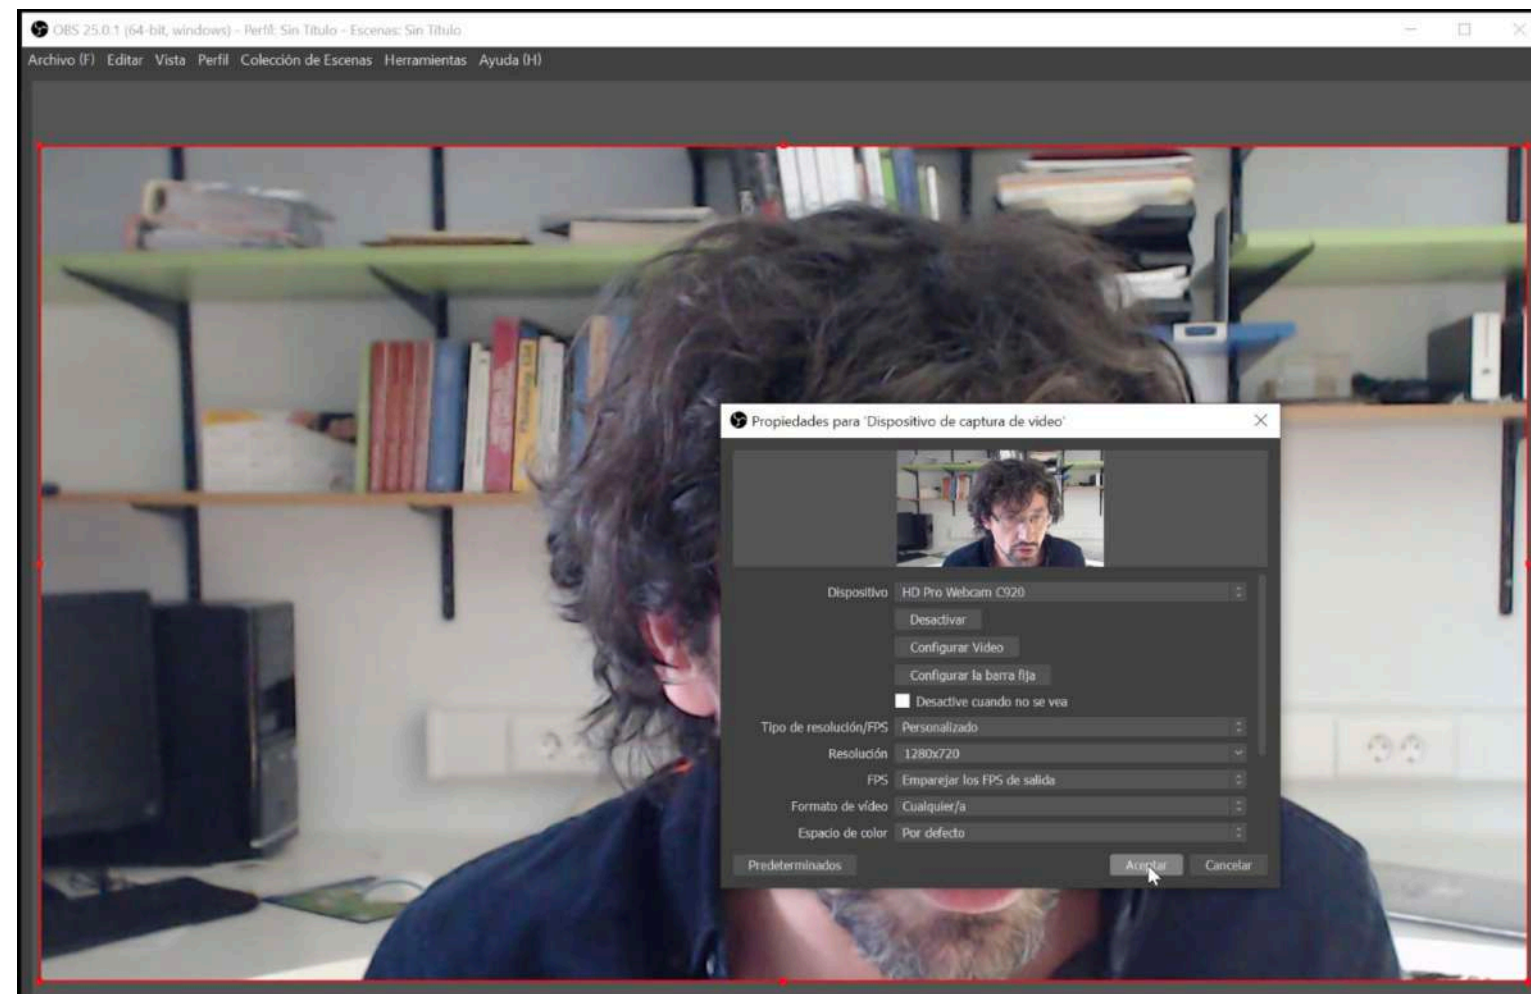 OBS 25.0.1 (64-bit, windows) - Perfil: Sin Título - Escenas: Sin Título
Archivo (F) Editar Vista Perfil Colección de Escenas Herramientas Ayuda (H)
Propiedades para 'Dispositivo de captura de video'
Dispositivo HD Pro Webcam C920
Desactivar
Configurar Video
Configurar la barra fija
Desactive cuando no se vea
Tipo de resolución/FPS Personalizado
Resolución 1280x720
FPS Emparejar los FPS de salida
Formato de vídeo Cualquier/a
Espacio de color Por defecto
Predeterminados Aceptar Cancelar